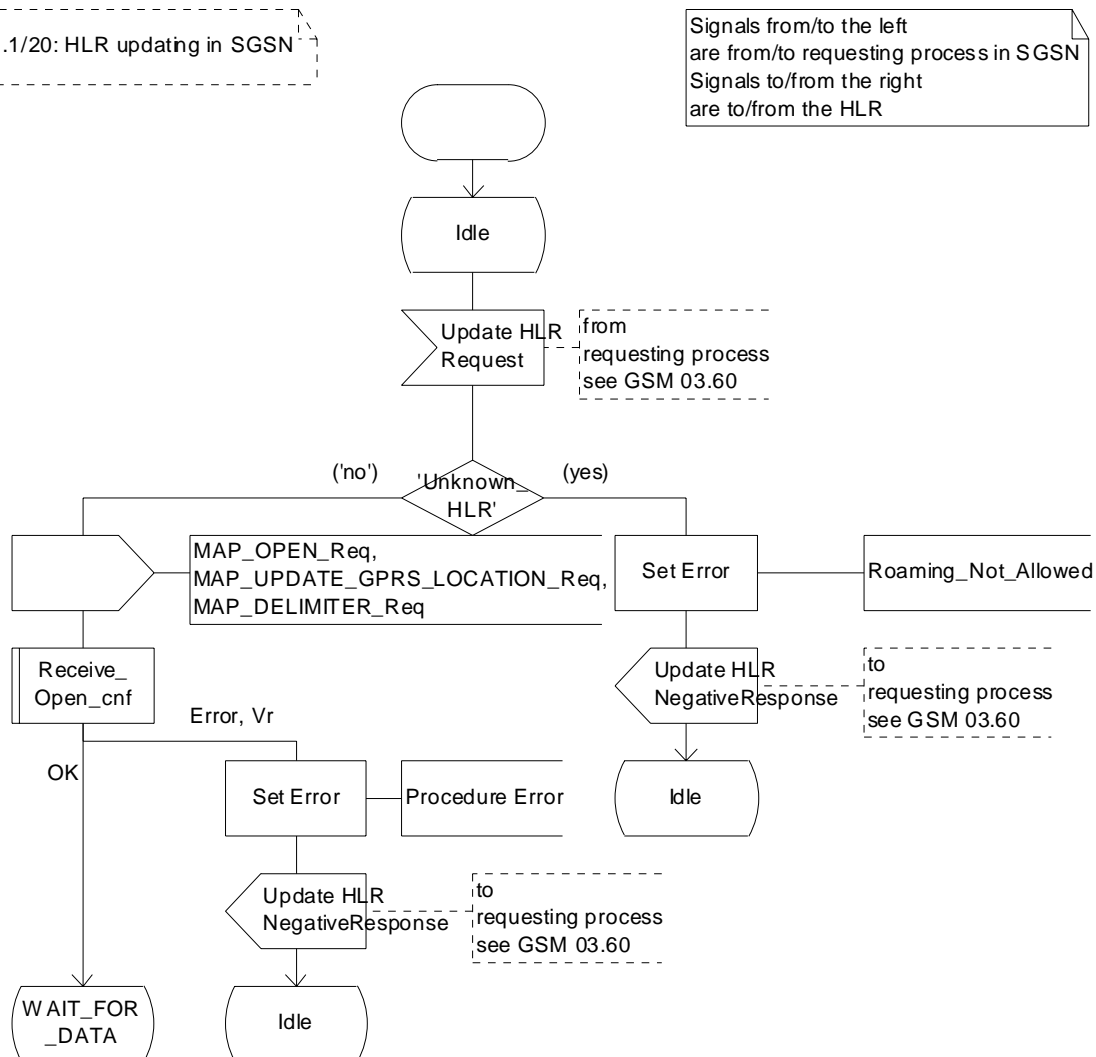 .1/20: HLR updating in SGSN
Signals from/to the left
are from/to requesting process in SGSN
Signals to/from the right
are to/from the HLR
Idle
Update HLR
Request
from
requesting process
see GSM 03.60
('no')
'Unknown_
HLR'
(yes)
MAP_OPEN_Req,
MAP_UPDATE_GPRS_LOCATION_Req,
MAP_DELIMITER_Req
Set Error
Roaming_Not_Allowed
Receive_
Open_cnf
Update HLR
NegativeResponse
to
requesting process
see GSM 03.60
Error, Vr
OK
Set Error
Procedure Error
Idle
Update HLR
NegativeResponse
to
requesting process
see GSM 03.60
WAIT_FOR
_DATA
Idle